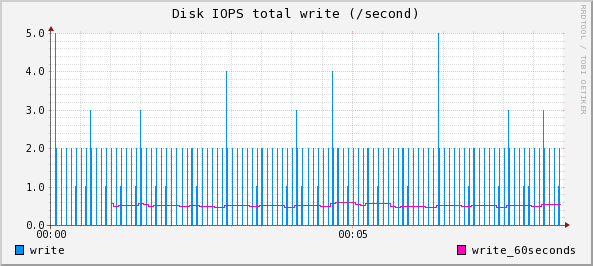 Disk IOPS total write (/second)
RRDTOOL / TOBI OETIKER
5.0
4.0
3.0
2.0
1.0
0.0
00:00 00:05
write write_60seconds